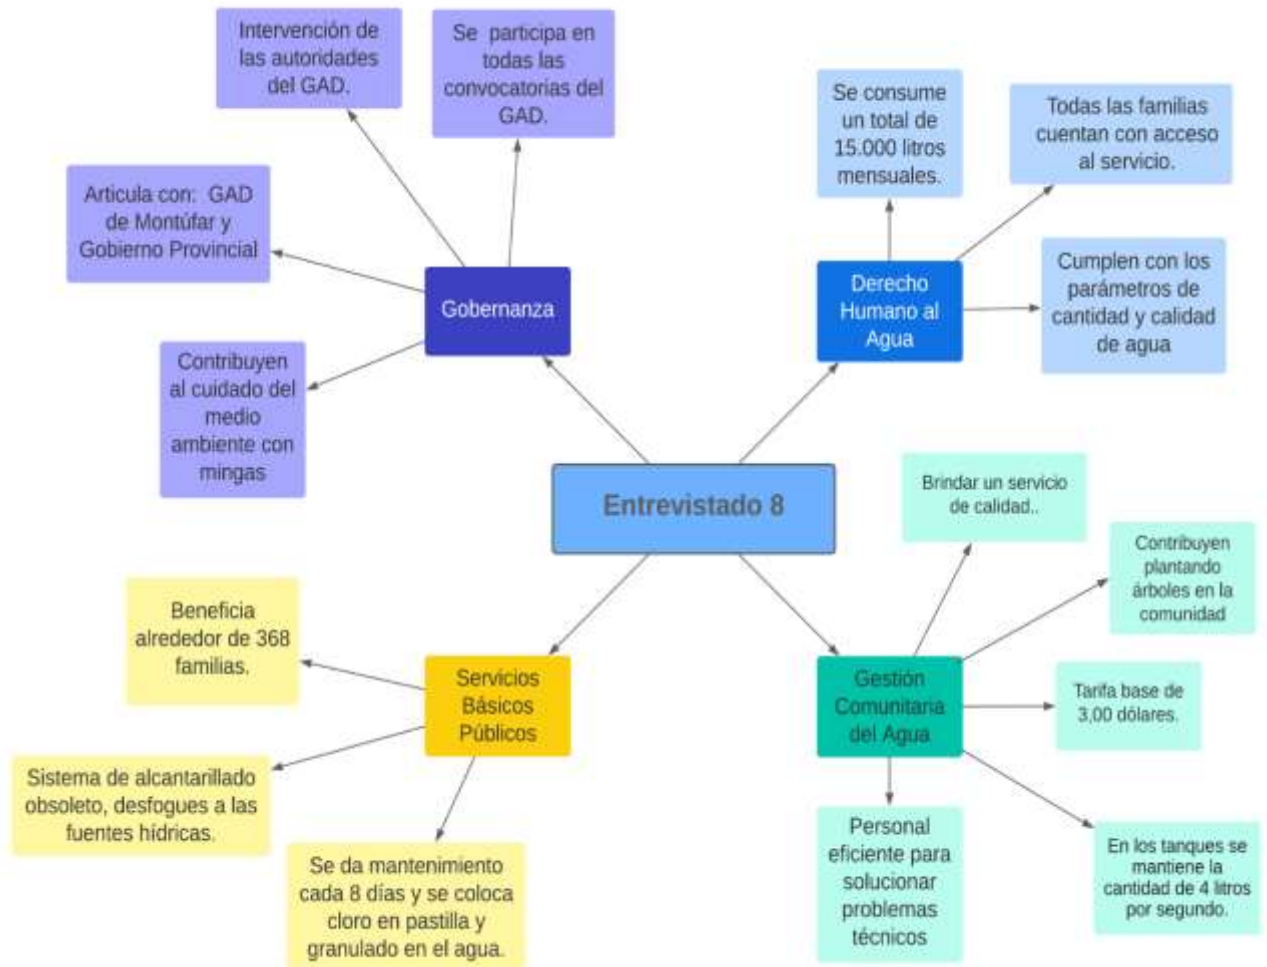 Intervención de
las autoridades
del GAD.
Se participa en
todas las
convocatorias del
GAD.
Articula con: GAD
de Montúfar y
Gobierno Provincial
Gobernanza
Contribuyen
al cuidado del
medio
ambiente con
mingas
Se consume
un total de
15.000 litros
mensuales.
Todas las familias
cuentan con acceso
al servicio.
Derecho
Humano al
Agua
Cumplen con los
parámetros de
cantidad y calidad
de agua
Entrevistado 8
Beneficia
alrededor de 368
familias.
Servicios
Básicos
Públicos
Sistema de alcantarillado
obsoleto, desfogues a las
fuentes hídricas.
Se da mantenimiento
cada 8 días y se coloca
cloro en pastilla y
granulado en el agua.
Brindar un servicio
de calidad..
Contribuyen
plantando
árboles en la
comunidad
Gestión
Comunitaria
del Agua
Tarifa base de
3,00 dólares.
Personal
eficiente para
solucionar
problemas
técnicos
En los tanques se
mantiene la
cantidad de 4 litros
por segundo.